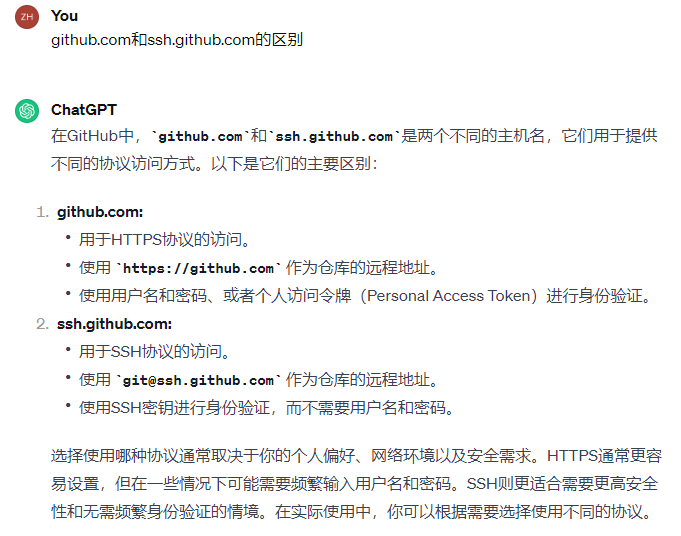 ZH
You
github.com和ssh.github.com的区别
ChatGPT
在GitHub中，`github.com`和`ssh.github.com`是两个不同的主机名，它们用于提供
不同的协议访问方式。以下是它们的主要区别：
1. github.com:
• 用于HTTPS协议的访问。
• 使用 `https://github.com` 作为仓库的远程地址。
• 使用用户名和密码、或者个人访问令牌（Personal Access Token）进行身份验证。
2. ssh.github.com:
• 用于SSH协议的访问。
• 使用 `git@ssh.github.com` 作为仓库的远程地址。
• 使用SSH密钥进行身份验证，而不需要用户名和密码。
选择使用哪种协议通常取决于你的个人偏好、网络环境以及安全需求。HTTPS通常更容
易设置，但在一些情况下可能需要频繁输入用户名和密码。SSH则更适合需要更高安全
性和无需频繁身份验证的情境。在实际使用中，你可以根据需要选择使用不同的协议。